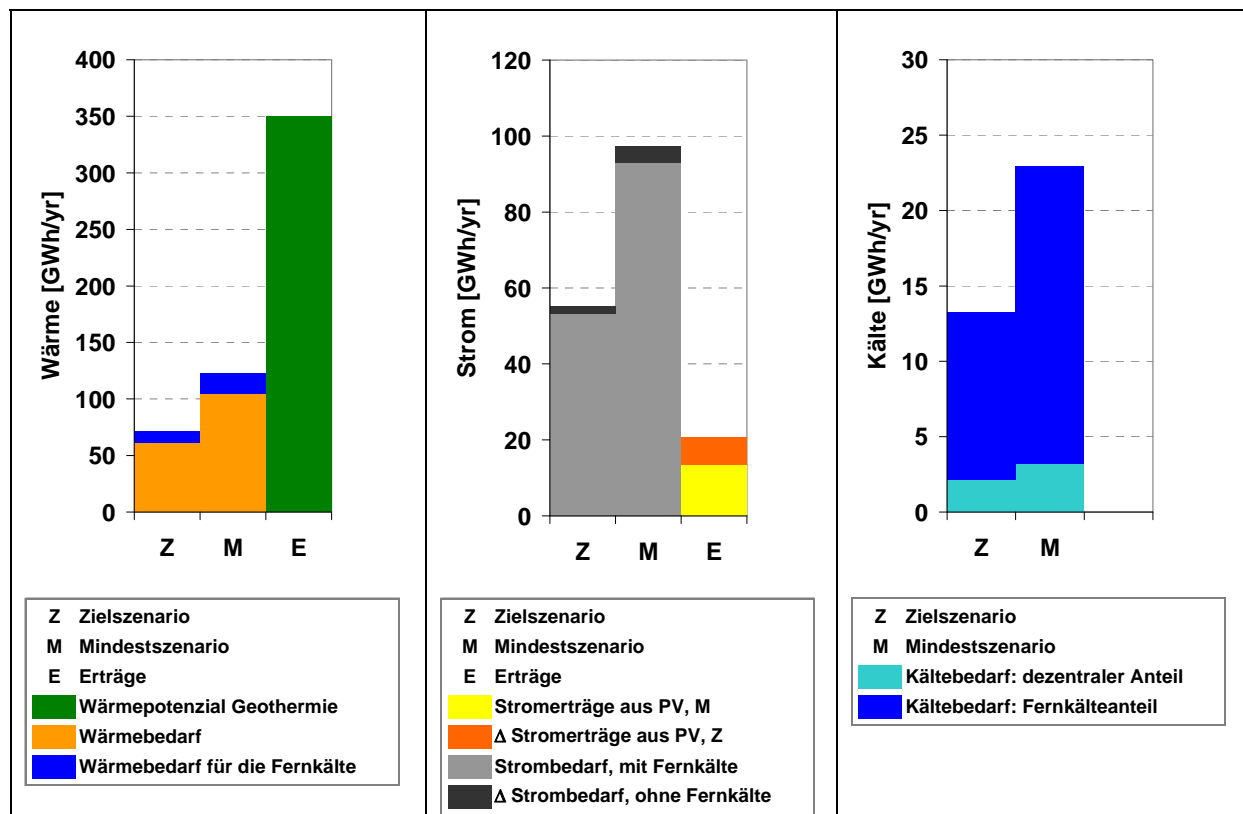 Wärme [GWh/yr]
400
350
300
250
200
150
100
50
0
Z M E
Z Zielszenario
M Mindestszenario
E Erträge
Wärmepotenzial Geothermie
Wärmebedarf
Wärmebedarf für die Fernkälte
Strom [GWh/yr]
120
100
80
60
40
20
0
Z M E
Z Zielszenario
M Mindestszenario
E Erträge
Stromerträge aus PV, M
Δ Stromerträge aus PV, Z
Strombedarf, mit Fernkälte
Δ Strombedarf, ohne Fernkälte
Kälte [GWh/yr]
30
25
20
15
10
5
0
Z M
Z Zielszenario
M Mindestszenario
Kältebedarf: dezentraler Anteil
Kältebedarf: Fernkälteanteil